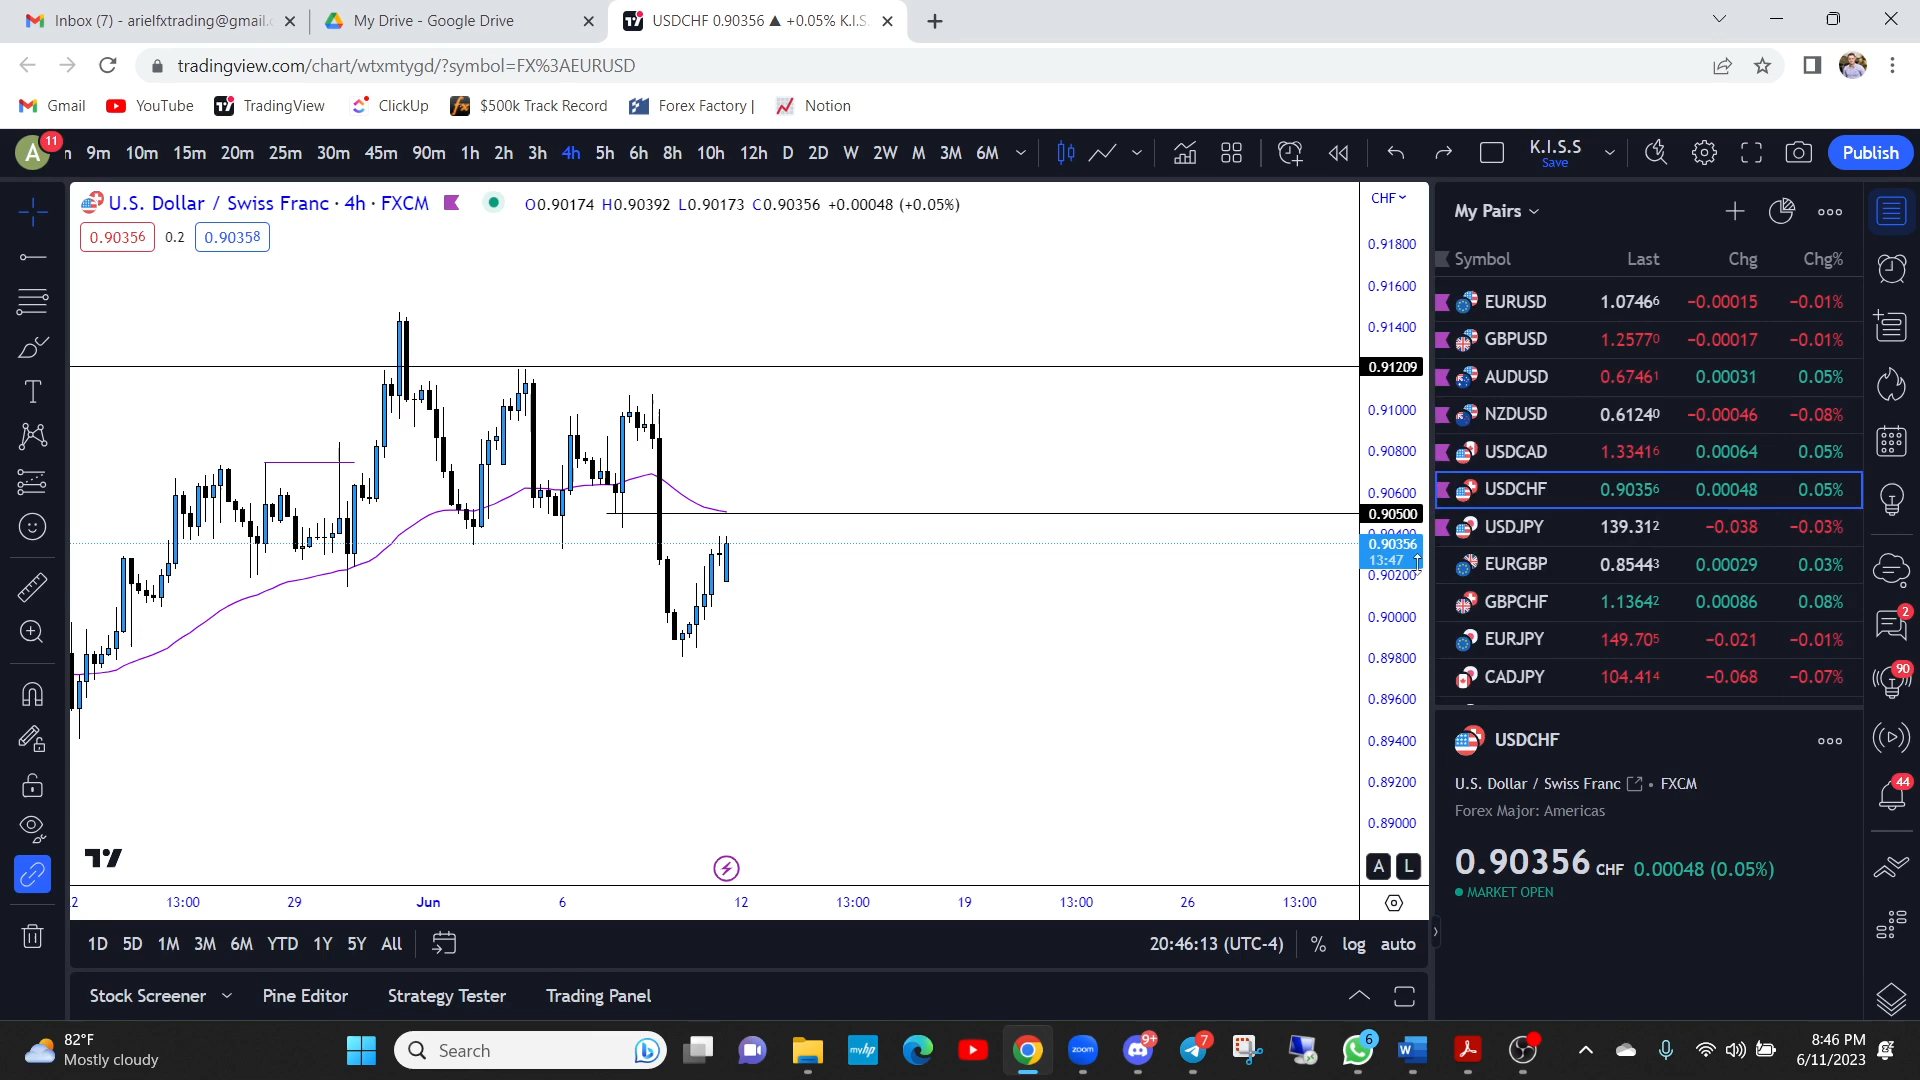 Inbox (7) - arielfxtrading@gmail.
My Drive - Google Drive
USDCHF 0.90356 ▲ +0.05% K.I.S.
tradingview.com/chart/wtxmtygd/?symbol=FX%3AEURUSD
Gmail YouTube TradingView ClickUp $500k Track Record Forex Factory | Notion
A 11 9m 10m 15m 20m 25m 30m 45m 90m 1h 2h 3h 4h 5h 6h 8h 10h 12h D 2D W 2W M 3M 6M K.I.S.S Publish
Save
U.S. Dollar / Swiss Franc · 4h · FXCM O0.90174 H0.90392 L0.90173 C0.90356 +0.00048 (+0.05%)
0.90356 0.2 0.90358
CHF
0.91800
0.91600
0.91400
0.91209
0.91000
0.90800
0.90600
0.90500
0.90356
13:47
0.90200
0.90000
0.89800
0.89600
0.89400
0.89200
0.89000
A L
2 13:00 29 Jun 6 12 13:00 19 13:00 26 13:00
1D 5D 1M 3M 6M YTD 1Y 5Y All 20:46:13 (UTC-4) % log auto
Stock Screener Pine Editor Strategy Tester Trading Panel
My Pairs
Symbol Last Chg Chg%
EURUSD 1.07466 −0.00015 −0.01%
GBPUSD 1.25770 −0.00017 −0.01%
AUDUSD 0.67461 0.00031 0.05%
NZDUSD 0.61240 −0.00046 −0.08%
USDCAD 1.33416 0.00064 0.05%
USDCHF 0.90356 0.00048 0.05%
USDJPY 139.312 −0.038 −0.03%
EURGBP 0.85443 0.00029 0.03%
GBPCHF 1.13642 0.00086 0.08%
EURJPY 149.705 −0.021 −0.01%
CADJPY 104.414 −0.068 −0.07%
USDCHF
U.S. Dollar / Swiss Franc • FXCM
Forex Major: Americas
0.90356 CHF 0.00048 (0.05%)
MARKET OPEN
2
90
44
82°F
Mostly cloudy
Search
myhp
zoom
9+
7
6
8:46 PM
6/11/2023